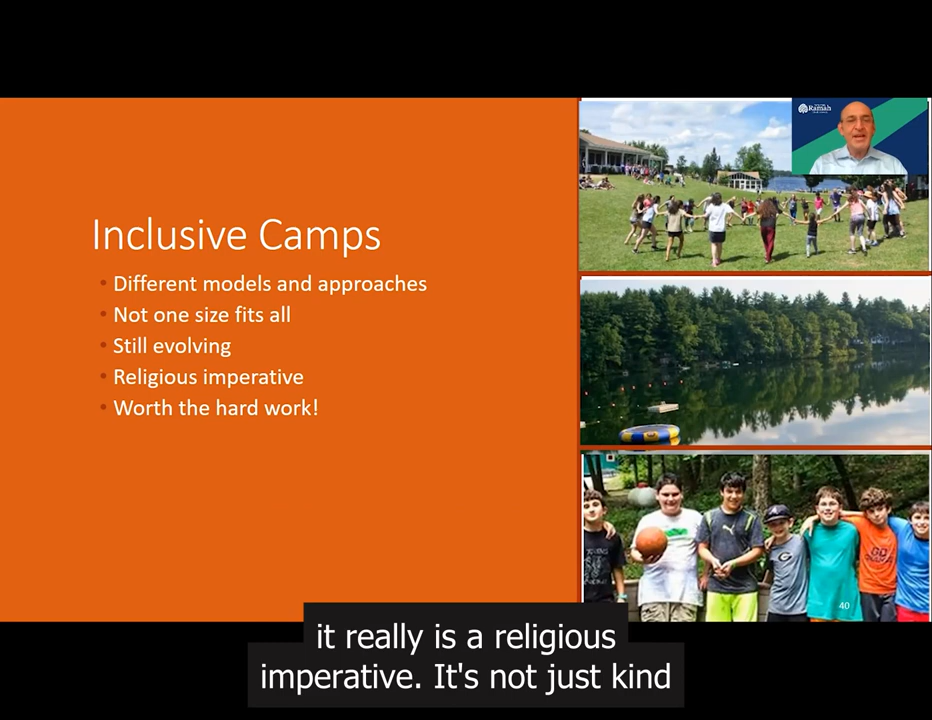 Ramah
Inclusive Camps
• Different models and approaches
• Not one size fits all
• Still evolving
• Religious imperative
• Worth the hard work!
G
GO
40
it really is a religious
imperative. It's not just kind